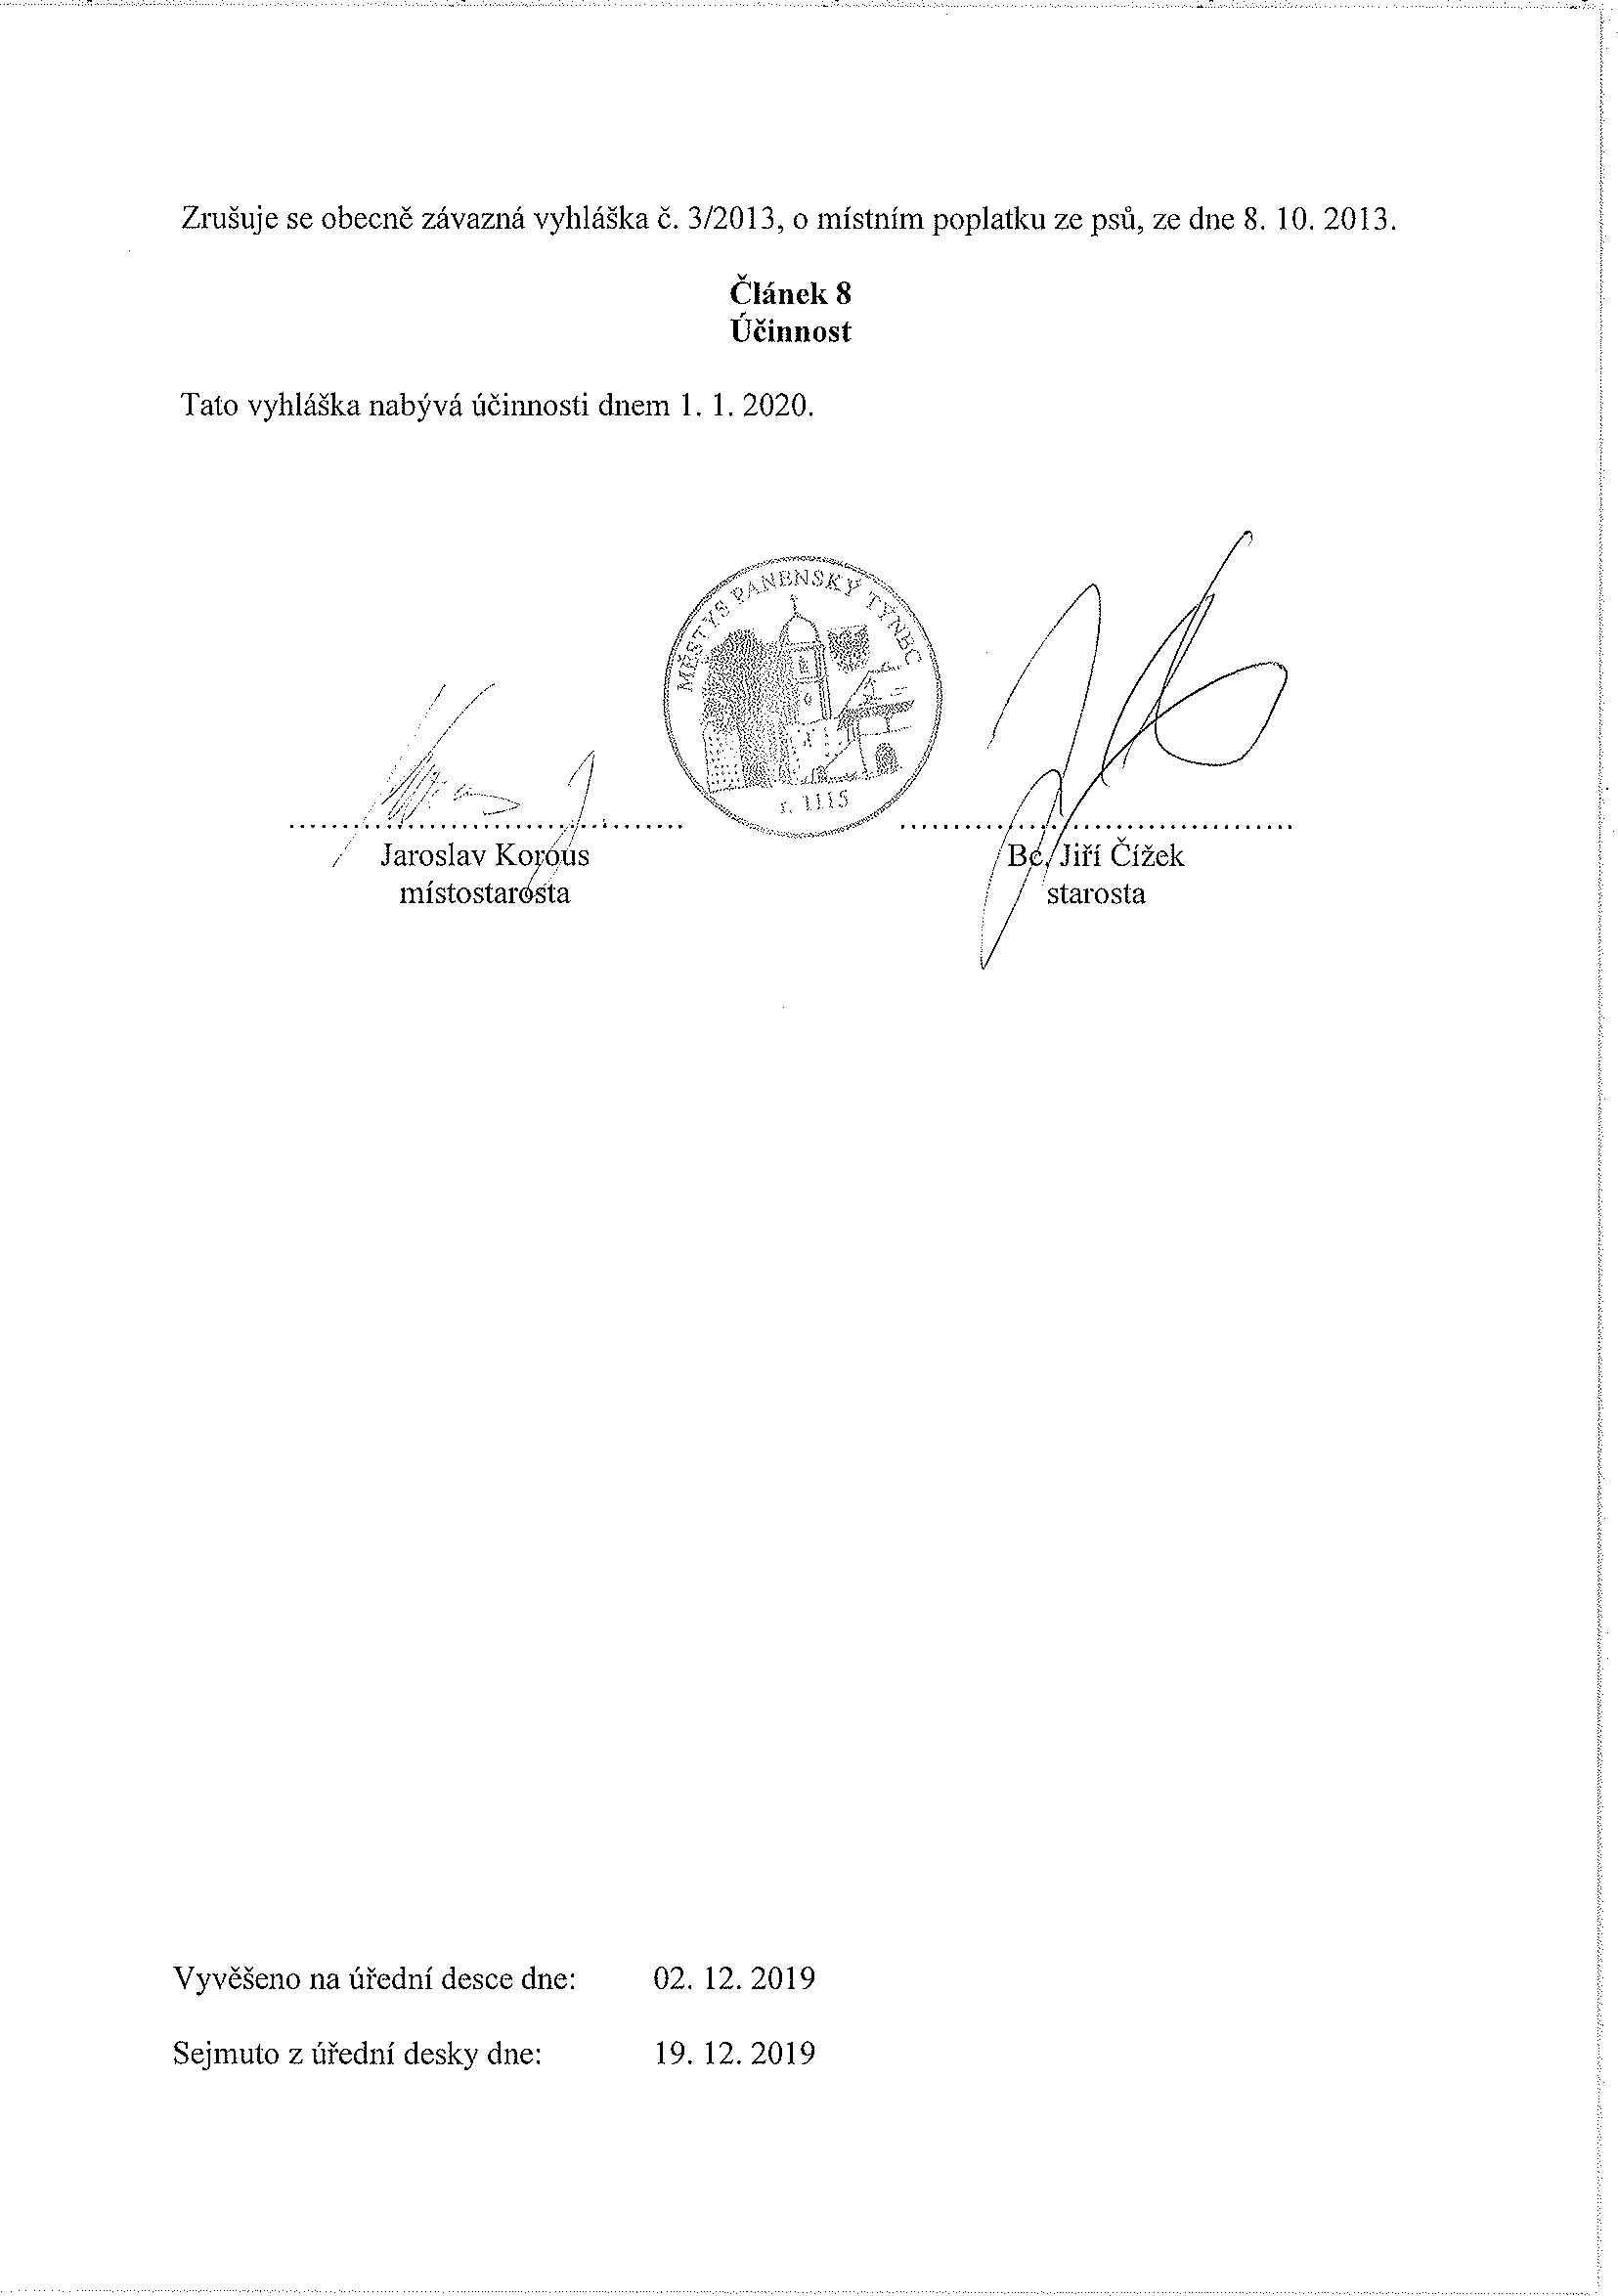 Zrušuje se obecně závazná vyhláška č. 3/2013, o místním poplatku ze psů, ze dne 8. 10. 2013.
Článek 8
Účinnost
Tato vyhláška nabývá účinnosti dnem 1. 1. 2020.
MĚSTYS PANENSKÝ TÝNEC
r. 1115
Jaroslav Korous
místostarosta
Bc. Jiří Čížek
starosta
Vyvěšeno na úřední desce dne: 02. 12. 2019
Sejmuto z úřední desky dne: 19. 12. 2019